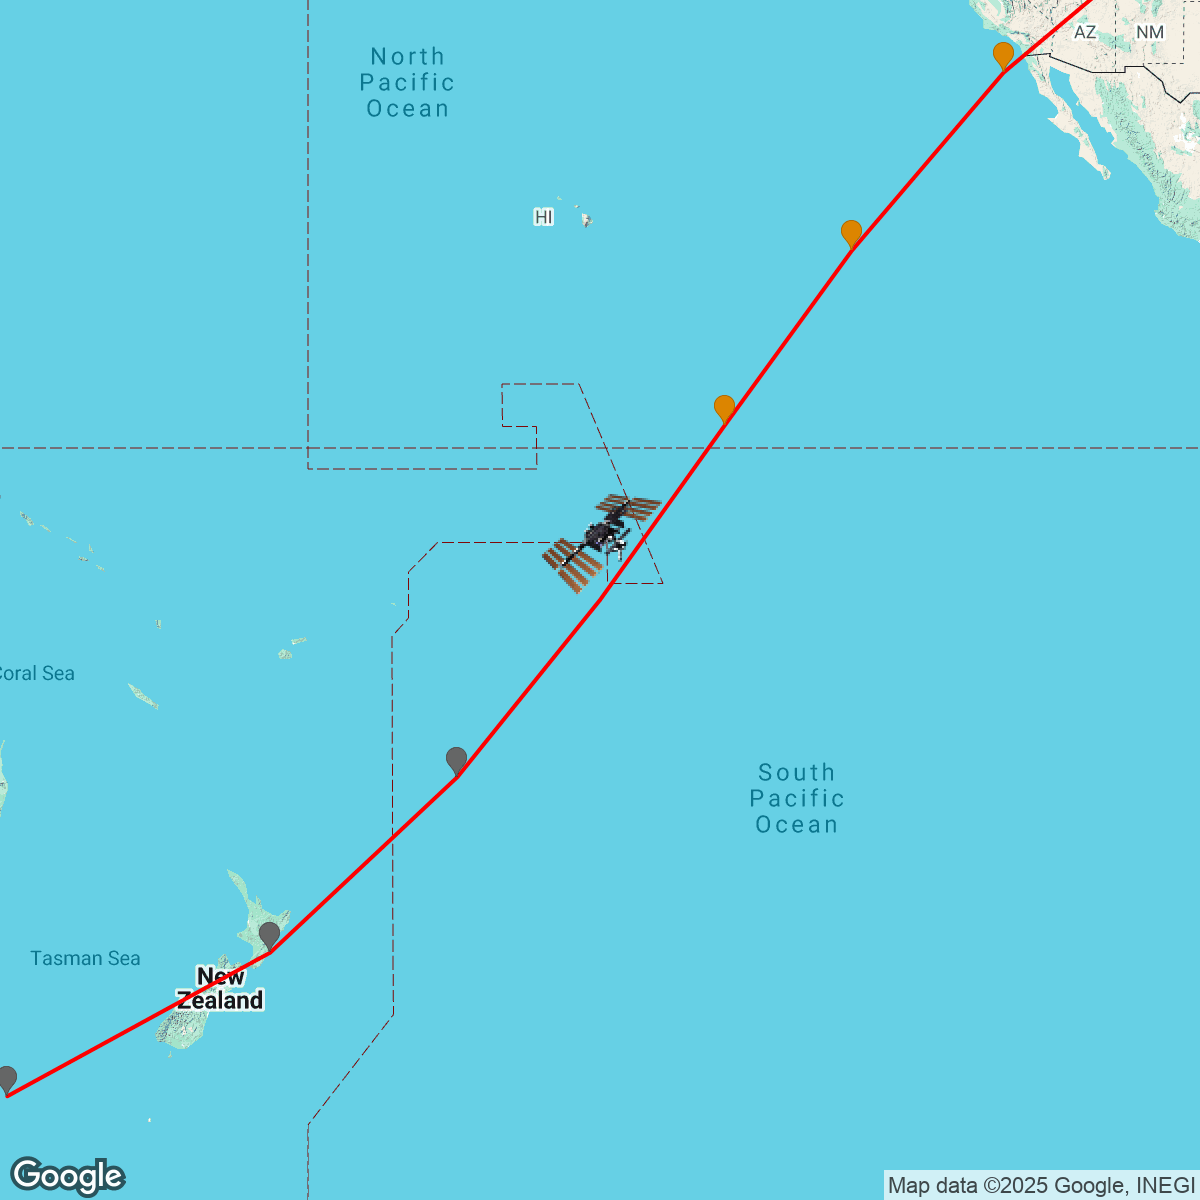 AZ
NM
North
Pacific
Ocean
HI
Coral Sea
South
Pacific
Ocean
Tasman Sea
New
Zealand
Google
Map data ©2025 Google, INEGI